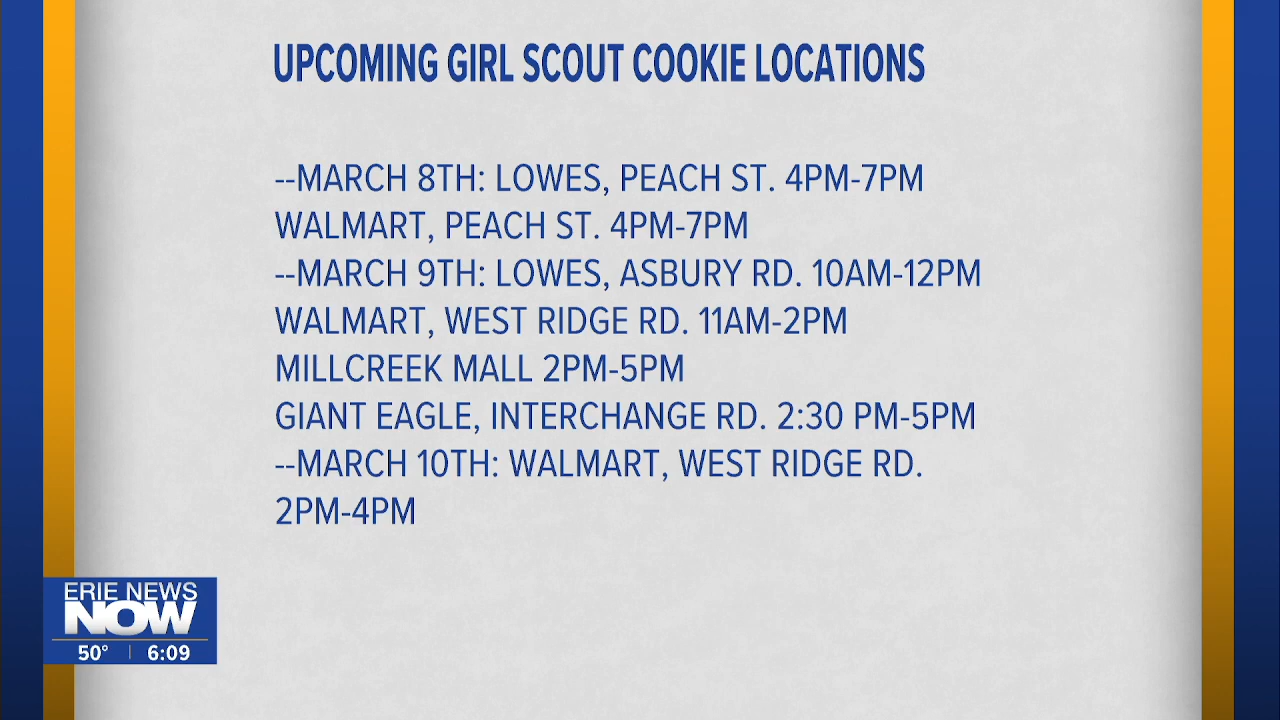 UPCOMING GIRL SCOUT COOKIE LOCATIONS
--MARCH 8TH: LOWES, PEACH ST. 4PM-7PM
WALMART, PEACH ST. 4PM-7PM
--MARCH 9TH: LOWES, ASBURY RD. 10AM-12PM
WALMART, WEST RIDGE RD. 11AM-2PM
MILLCREEK MALL 2PM-5PM
GIANT EAGLE, INTERCHANGE RD. 2:30 PM-5PM
--MARCH 10TH: WALMART, WEST RIDGE RD.
2PM-4PM
ERIE NEWS
NOW
50° | 6:09